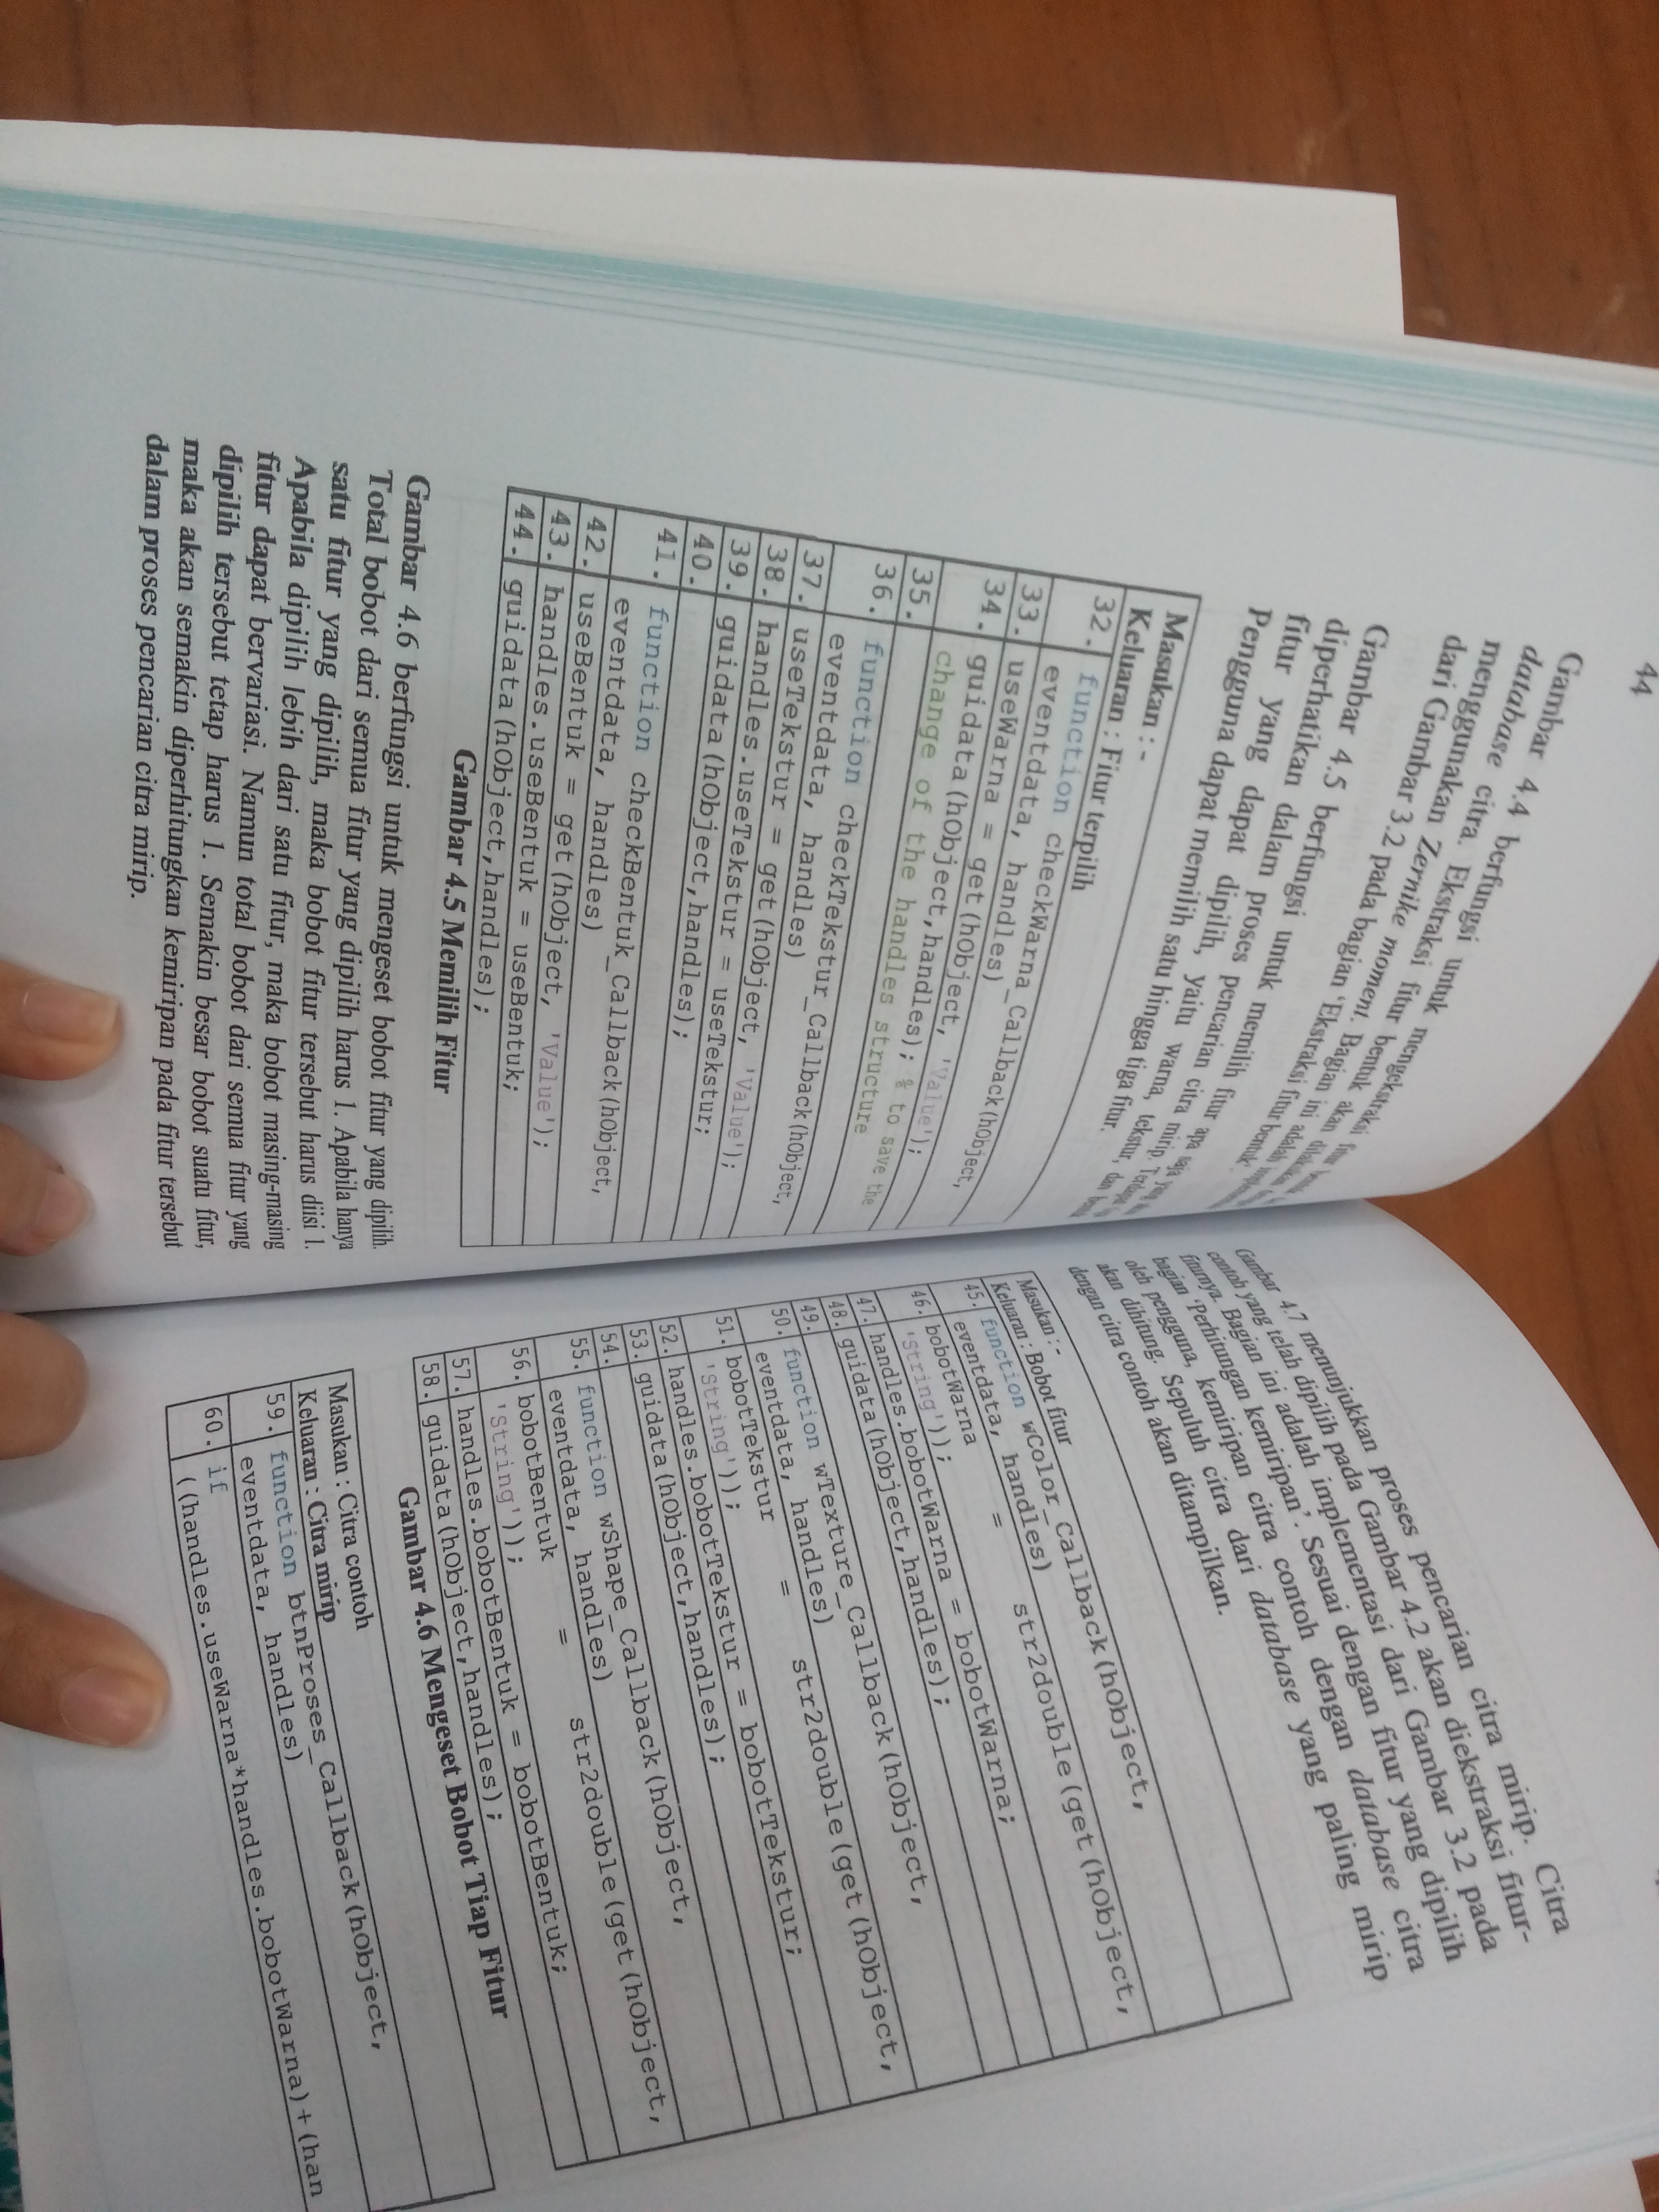 44
Gambar 4.4 berfungsi untuk mengekstraksi fitur bentuk
database citra. Ekstraksi fitur bentuk akan dilakukan
menggunakan Zernike moment. Bagian ini adalah implementasi
dari Gambar 3.2 pada bagian ‘Ekstraksi fitur bentuk’.
Gambar 4.5 berfungsi untuk memilih fitur apa saja yang
diperhatikan dalam proses pencarian citra mirip. Terdapat
fitur yang dapat dipilih, yaitu warna, tekstur, dan bentuk
Pengguna dapat memilih satu hingga tiga fitur.
Masukan : -
Keluaran : Fitur terpilih
32. function checkWarna_Callback(hObject,
eventdata, handles)
33. useWarna = get(hObject, 'Value');
34. guidata(hObject,handles); % to save the
change of the handles structure
35.
36. function checkTekstur_Callback(hObject,
eventdata, handles)
37. useTekstur = get(hObject, 'Value');
38. handles.useTekstur = useTekstur;
39. guidata(hObject,handles);
40.
41. function checkBentuk_Callback(hObject,
eventdata, handles)
42. useBentuk = get(hObject, 'Value');
43. handles.useBentuk = useBentuk;
44. guidata(hObject,handles);
Gambar 4.5 Memilih Fitur
Gambar 4.6 berfungsi untuk mengeset bobot fitur yang dipilih.
Total bobot dari semua fitur yang dipilih harus 1. Apabila hanya
satu fitur yang dipilih, maka bobot fitur tersebut harus diisi 1.
Apabila dipilih lebih dari satu fitur, maka bobot masing-masing
fitur dapat bervariasi. Namun total bobot dari semua fitur yang
dipilih tersebut tetap harus 1. Semakin besar bobot suatu fitur,
maka akan semakin diperhitungkan kemiripan pada fitur tersebut
dalam proses pencarian citra mirip.
Gambar 4.7 menunjukkan proses pencarian citra mirip. Citra
contoh yang telah dipilih pada Gambar 4.2 akan diekstraksi fitur-
fiturnya. Bagian ini adalah implementasi dari Gambar 3.2 pada
bagian ‘Perhitungan kemiripan’. Sesuai dengan fitur yang dipilih
oleh pengguna, kemiripan citra contoh dengan database citra
akan dihitung. Sepuluh citra dari database yang paling mirip
dengan citra contoh akan ditampilkan.
Masukan : -
Keluaran : Bobot fitur
45. function wColor_Callback(hObject,
eventdata, handles)
46. bobotWarna = str2double(get(hObject,
'String'));
47. handles.bobotWarna = bobotWarna;
48. guidata(hObject,handles);
49.
50. function wTexture_Callback(hObject,
eventdata, handles)
51. bobotTekstur = str2double(get(hObject,
'String'));
52. handles.bobotTekstur = bobotTekstur;
53. guidata(hObject,handles);
54.
55. function wShape_Callback(hObject,
eventdata, handles)
56. bobotBentuk = str2double(get(hObject,
'String'));
57. handles.bobotBentuk = bobotBentuk;
58. guidata(hObject,handles);
Gambar 4.6 Mengeset Bobot Tiap Fitur
Masukan : Citra contoh
Keluaran : Citra mirip
59. function btnProses_Callback(hObject,
eventdata, handles)
60. if
((handles.useWarna*handles.bobotWarna)+(han